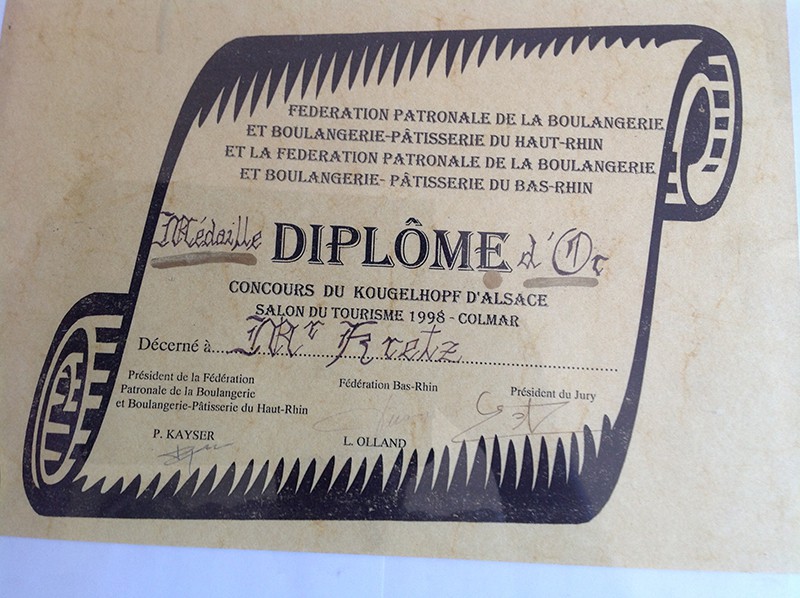 FEDERATION PATRONALE DE LA BOULANGERIE
ET BOULANGERIE-PÂTISSERIE DU HAUT-RHIN
ET LA FEDERATION PATRONALE DE LA BOULANGERIE
ET BOULANGERIE- PÂTISSERIE DU BAS-RHIN
Médaille DIPLÔME d'Or
CONCOURS DU KOUGELHOPF D'ALSACE
SALON DU TOURISME 1998 - COLMAR
Décerné à Mr Kretz
Président de la Fédération
Patronale de la Boulangerie
et Boulangerie-Pâtisserie du Haut-Rhin
P. KAYSER
Fédération Bas-Rhin
L. OLLAND
Président du Jury